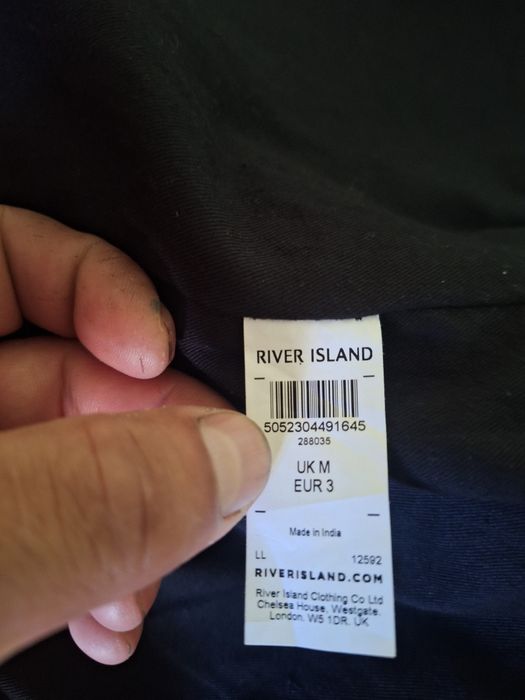 RIVER ISLAND
5052304491645
288035
UK M
EUR 3
Made in India
LL 12592
RIVERISLAND.COM
River Island Clothing Co Ltd
Chelsea House, Westgate,
London. W5 1DR. UK